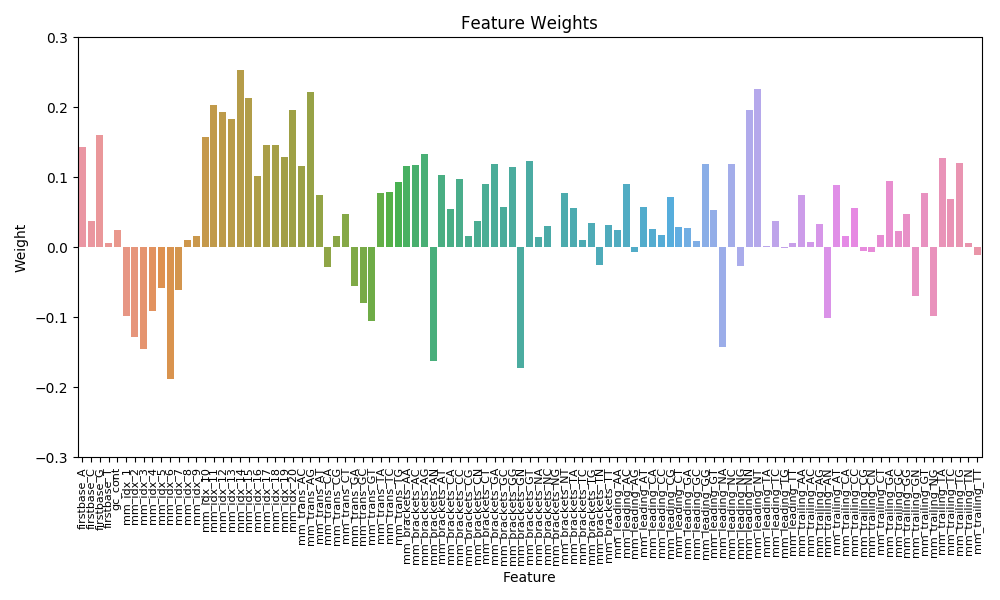 Feature Weights
0.3
0.2
0.1
0.0
−0.1
−0.2
−0.3
Weight
firstbase_A
firstbase_C
firstbase_G
firstbase_T
gc_cont
mm_idx_1
mm_idx_2
mm_idx_3
mm_idx_4
mm_idx_5
mm_idx_6
mm_idx_7
mm_idx_8
mm_idx_9
mm_idx_10
mm_idx_11
mm_idx_12
mm_idx_13
mm_idx_14
mm_idx_15
mm_idx_16
mm_idx_17
mm_idx_18
mm_idx_19
mm_idx_20
mm_trans_AC
mm_trans_AG
mm_trans_AT
mm_trans_CA
mm_trans_CG
mm_trans_CT
mm_trans_GA
mm_trans_GC
mm_trans_GT
mm_trans_TA
mm_trans_TC
mm_trans_TG
mm_brackets_AA
mm_brackets_AC
mm_brackets_AG
mm_brackets_AN
mm_brackets_AT
mm_brackets_CA
mm_brackets_CC
mm_brackets_CG
mm_brackets_CN
mm_brackets_CT
mm_brackets_GA
mm_brackets_GC
mm_brackets_GG
mm_brackets_GN
mm_brackets_GT
mm_brackets_NA
mm_brackets_NC
mm_brackets_NG
mm_brackets_NT
mm_brackets_TA
mm_brackets_TC
mm_brackets_TG
mm_brackets_TN
mm_brackets_TT
mm_leading_AA
mm_leading_AC
mm_leading_AG
mm_leading_AT
mm_leading_CA
mm_leading_CC
mm_leading_CG
mm_leading_CT
mm_leading_GA
mm_leading_GC
mm_leading_GG
mm_leading_GT
mm_leading_NA
mm_leading_NC
mm_leading_NG
mm_leading_NN
mm_leading_NT
mm_leading_TA
mm_leading_TC
mm_leading_TG
mm_leading_TT
mm_trailing_AA
mm_trailing_AC
mm_trailing_AG
mm_trailing_AN
mm_trailing_AT
mm_trailing_CA
mm_trailing_CC
mm_trailing_CG
mm_trailing_CN
mm_trailing_CT
mm_trailing_GA
mm_trailing_GC
mm_trailing_GG
mm_trailing_GN
mm_trailing_GT
mm_trailing_NG
mm_trailing_TA
mm_trailing_TC
mm_trailing_TG
mm_trailing_TN
mm_trailing_TT
Feature